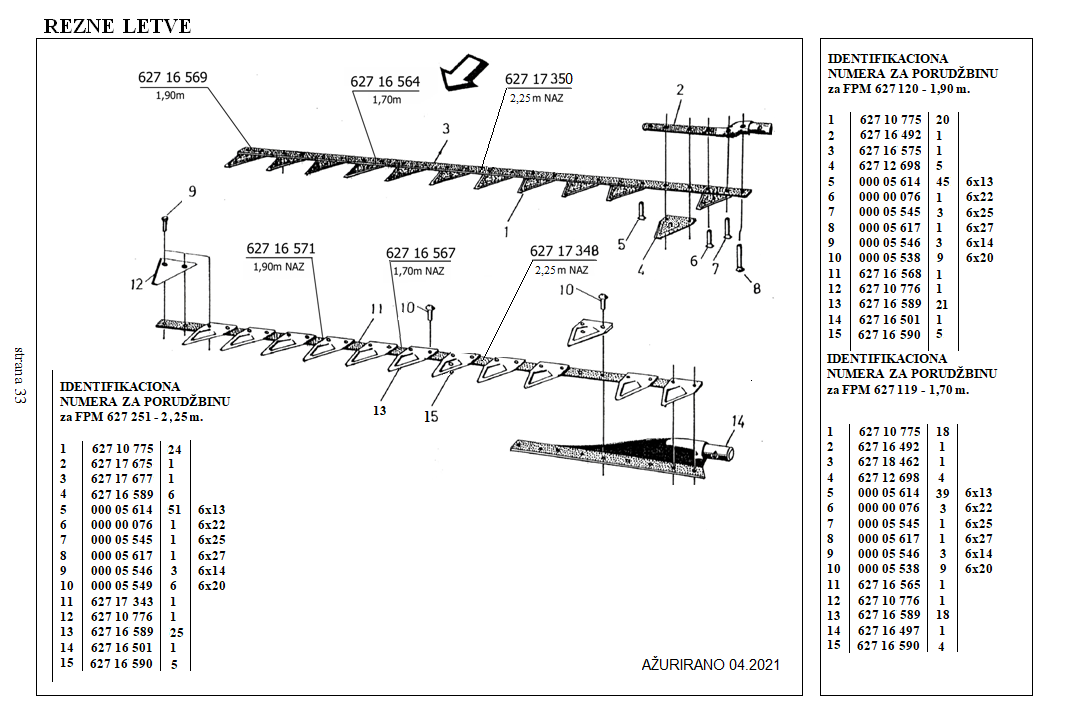 REZNE LETVE
627 16 569
1,90m
627 16 564
1,70m
627 17 350
2,25m NAZ
2
3
9
1
5
4
6
7
8
627 16 571
1,90m NAZ
627 16 567
1,70m NAZ
627 17 348
2,25m NAZ
12
11
10
10
13
15
14
strana 33
IDENTIFIKACIONA
NUMERA ZA PORUDŽBINU
za FPM 627 251 - 2,25m.
1 627 10 775 24
2 627 17 675 1
3 627 17 677 1
4 627 16 589 6
5 000 05 614 51 6x13
6 000 00 076 1 6x22
7 000 05 545 1 6x25
8 000 05 617 1 6x27
9 000 05 546 3 6x14
10 000 05 549 6 6x20
11 627 17 343 1
12 627 10 776 1
13 627 16 589 25
14 627 16 501 1
15 627 16 590 5
AŽURIRANO 04.2021
IDENTIFIKACIONA
NUMERA ZA PORUDŽBINU
za FPM 627 120 - 1,90 m.
1 627 10 775 20
2 627 16 492 1
3 627 16 575 1
4 627 12 698 5
5 000 05 614 45 6x13
6 000 00 076 1 6x22
7 000 05 545 3 6x25
8 000 05 617 1 6x27
9 000 05 546 3 6x14
10 000 05 538 9 6x20
11 627 16 568 1
12 627 10 776 1
13 627 16 589 21
14 627 16 501 1
15 627 16 590 5
IDENTIFIKACIONA
NUMERA ZA PORUDŽBINU
za FPM 627 119 - 1,70 m.
1 627 10 775 18
2 627 16 492 1
3 627 18 462 1
4 627 12 698 4
5 000 05 614 39 6x13
6 000 00 076 3 6x22
7 000 05 545 1 6x25
8 000 05 617 1 6x27
9 000 05 546 3 6x14
10 000 05 538 9 6x20
11 627 16 565 1
12 627 10 776 1
13 627 16 589 18
14 627 16 497 1
15 627 16 590 4